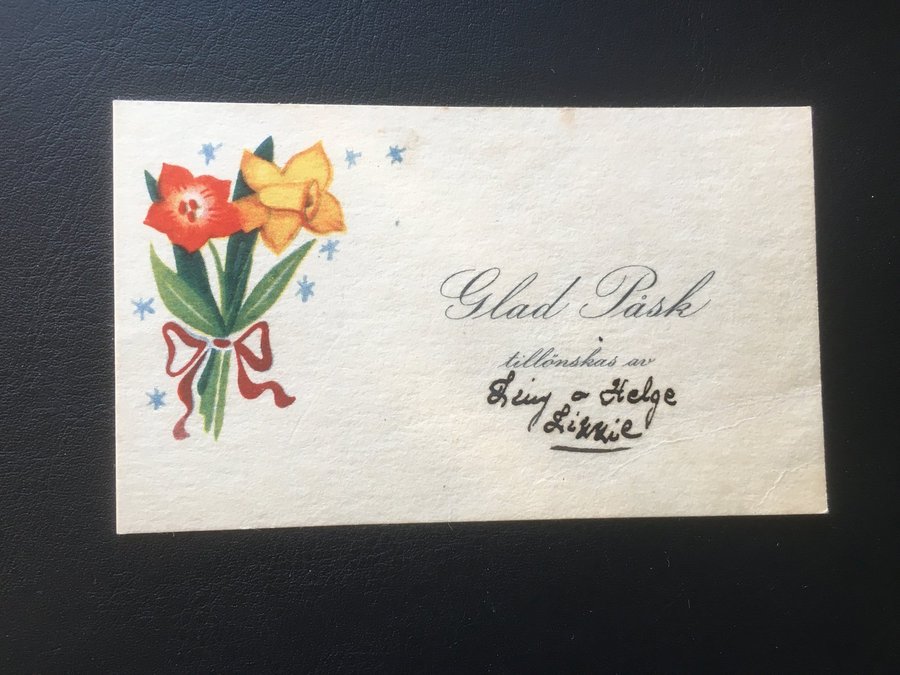 Glad Påsk
tillönskas av
Helge